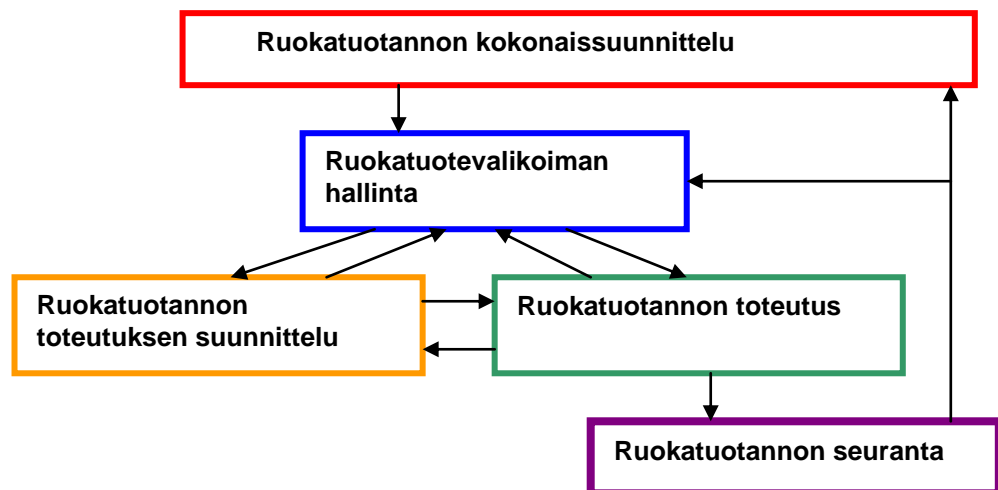 Ruokatuotannon kokonaissuunnittelu
Ruokatuotevalikoiman
hallinta
Ruokatuotannon
toteutuksen suunnittelu
Ruokatuotannon toteutus
Ruokatuotannon seuranta